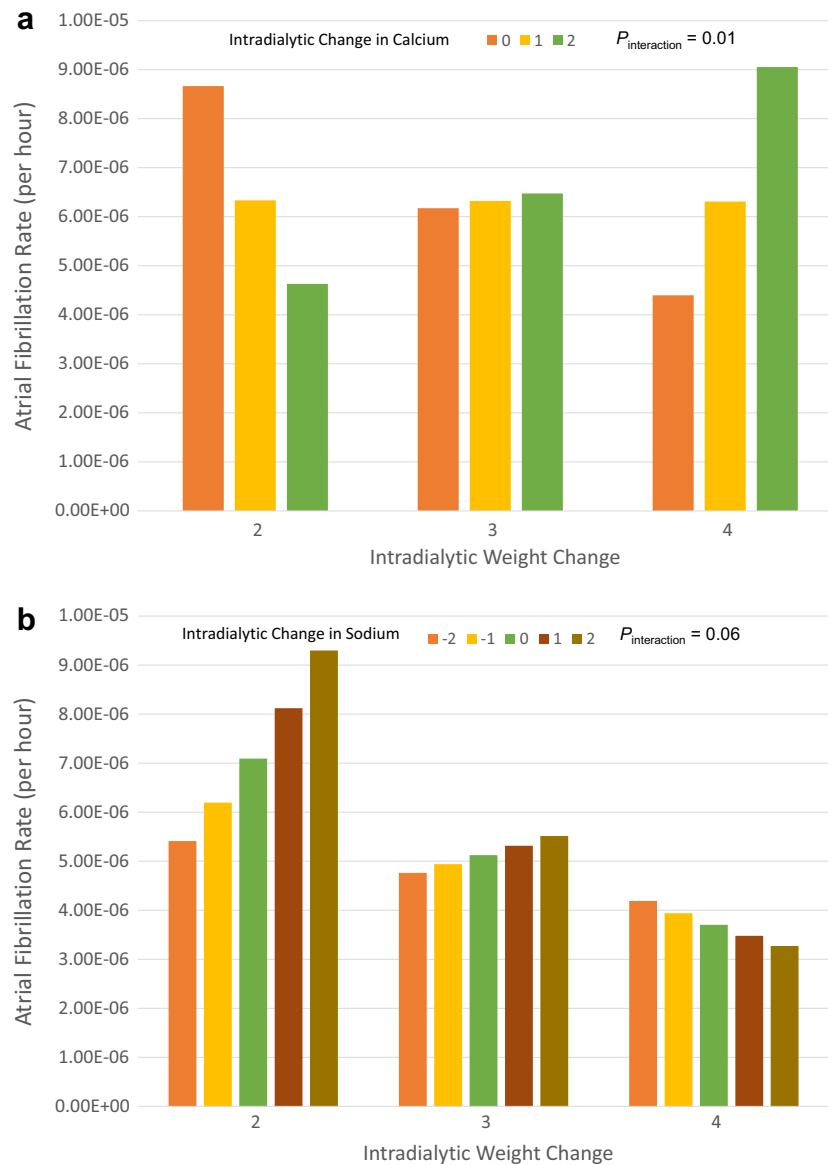 a
Intradialytic Change in Calcium 0 1 2 Pinteraction = 0.01
1.00E-05
9.00E-06
8.00E-06
7.00E-06
6.00E-06
5.00E-06
4.00E-06
3.00E-06
2.00E-06
1.00E-06
0.00E+00
Atrial Fibrillation Rate (per hour)
2 3 4
Intradialytic Weight Change
b
Intradialytic Change in Sodium -2 -1 0 1 2 Pinteraction = 0.06
1.00E-05
9.00E-06
8.00E-06
7.00E-06
6.00E-06
5.00E-06
4.00E-06
3.00E-06
2.00E-06
1.00E-06
0.00E+00
Atrial Fibrillation Rate (per hour)
2 3 4
Intradialytic Weight Change